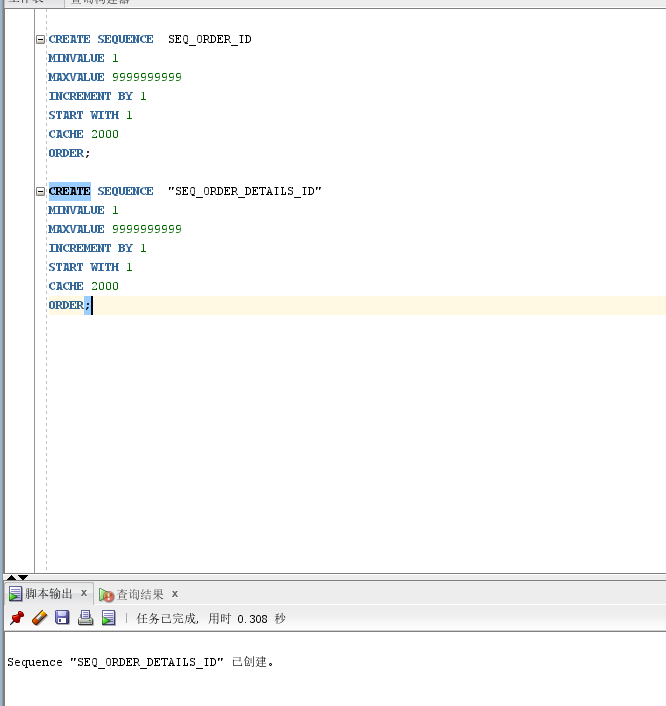 CREATE SEQUENCE  SEQ_ORDER_ID
MINVALUE 1
MAXVALUE 9999999999
INCREMENT BY 1
START WITH 1
CACHE 2000
ORDER;
CREATE SEQUENCE  "SEQ_ORDER_DETAILS_ID"
MINVALUE 1
MAXVALUE 9999999999
INCREMENT BY 1
START WITH 1
CACHE 2000
ORDER;
脚本输出 x 查询结果 x
任务已完成, 用时 0.308 秒
Sequence "SEQ_ORDER_DETAILS_ID" 已创建。